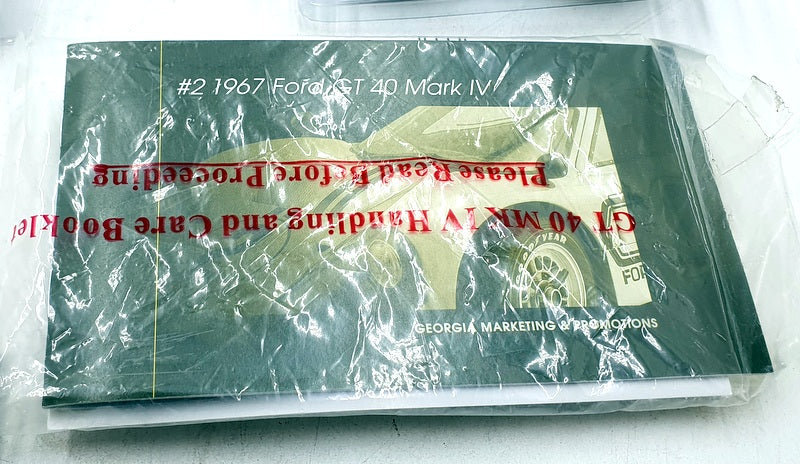 #2 1967 Ford GT 40 Mark IV
GT 40 MK IV Handling and Care Booklet
Please Read Before Proceeding
GOODYEAR
FOR
GEORGIA MARKETING & PROMOTIONS